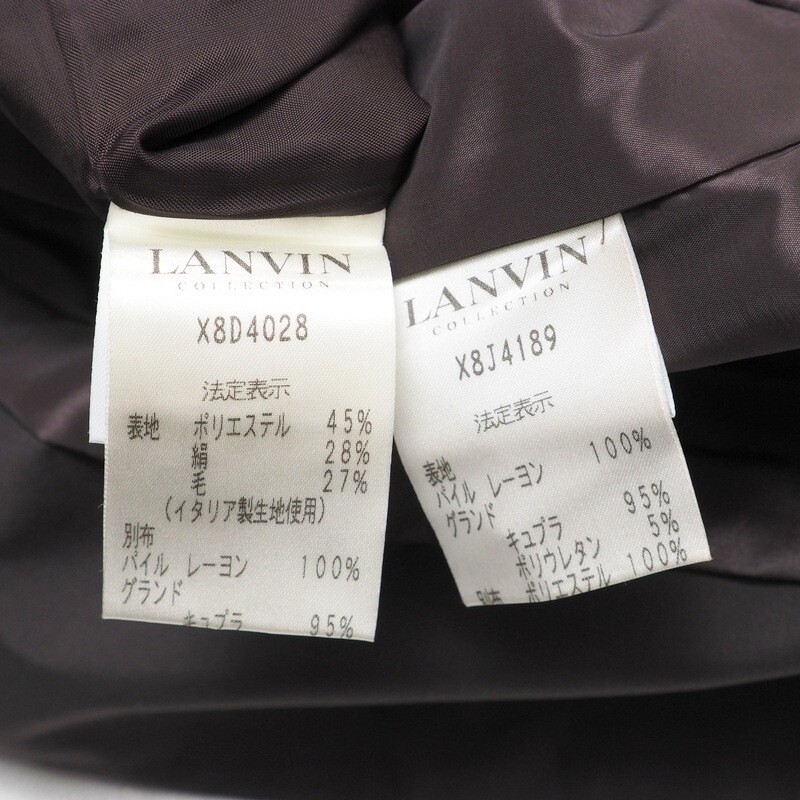 LANVIN
COLLECTION
X8D4028
法定表示
表地 ポリエステル 45%
絹 28%
毛 27%
(イタリア製生地使用)
別布
パイル レーヨン 100%
グランド
キュプラ 95%
LANVIN
COLLECTION
X8J4189
法定表示
表地
パイル レーヨン 100%
グランド
キュプラ 95%
ポリウレタン 5%
別布 ポリエステル 100%